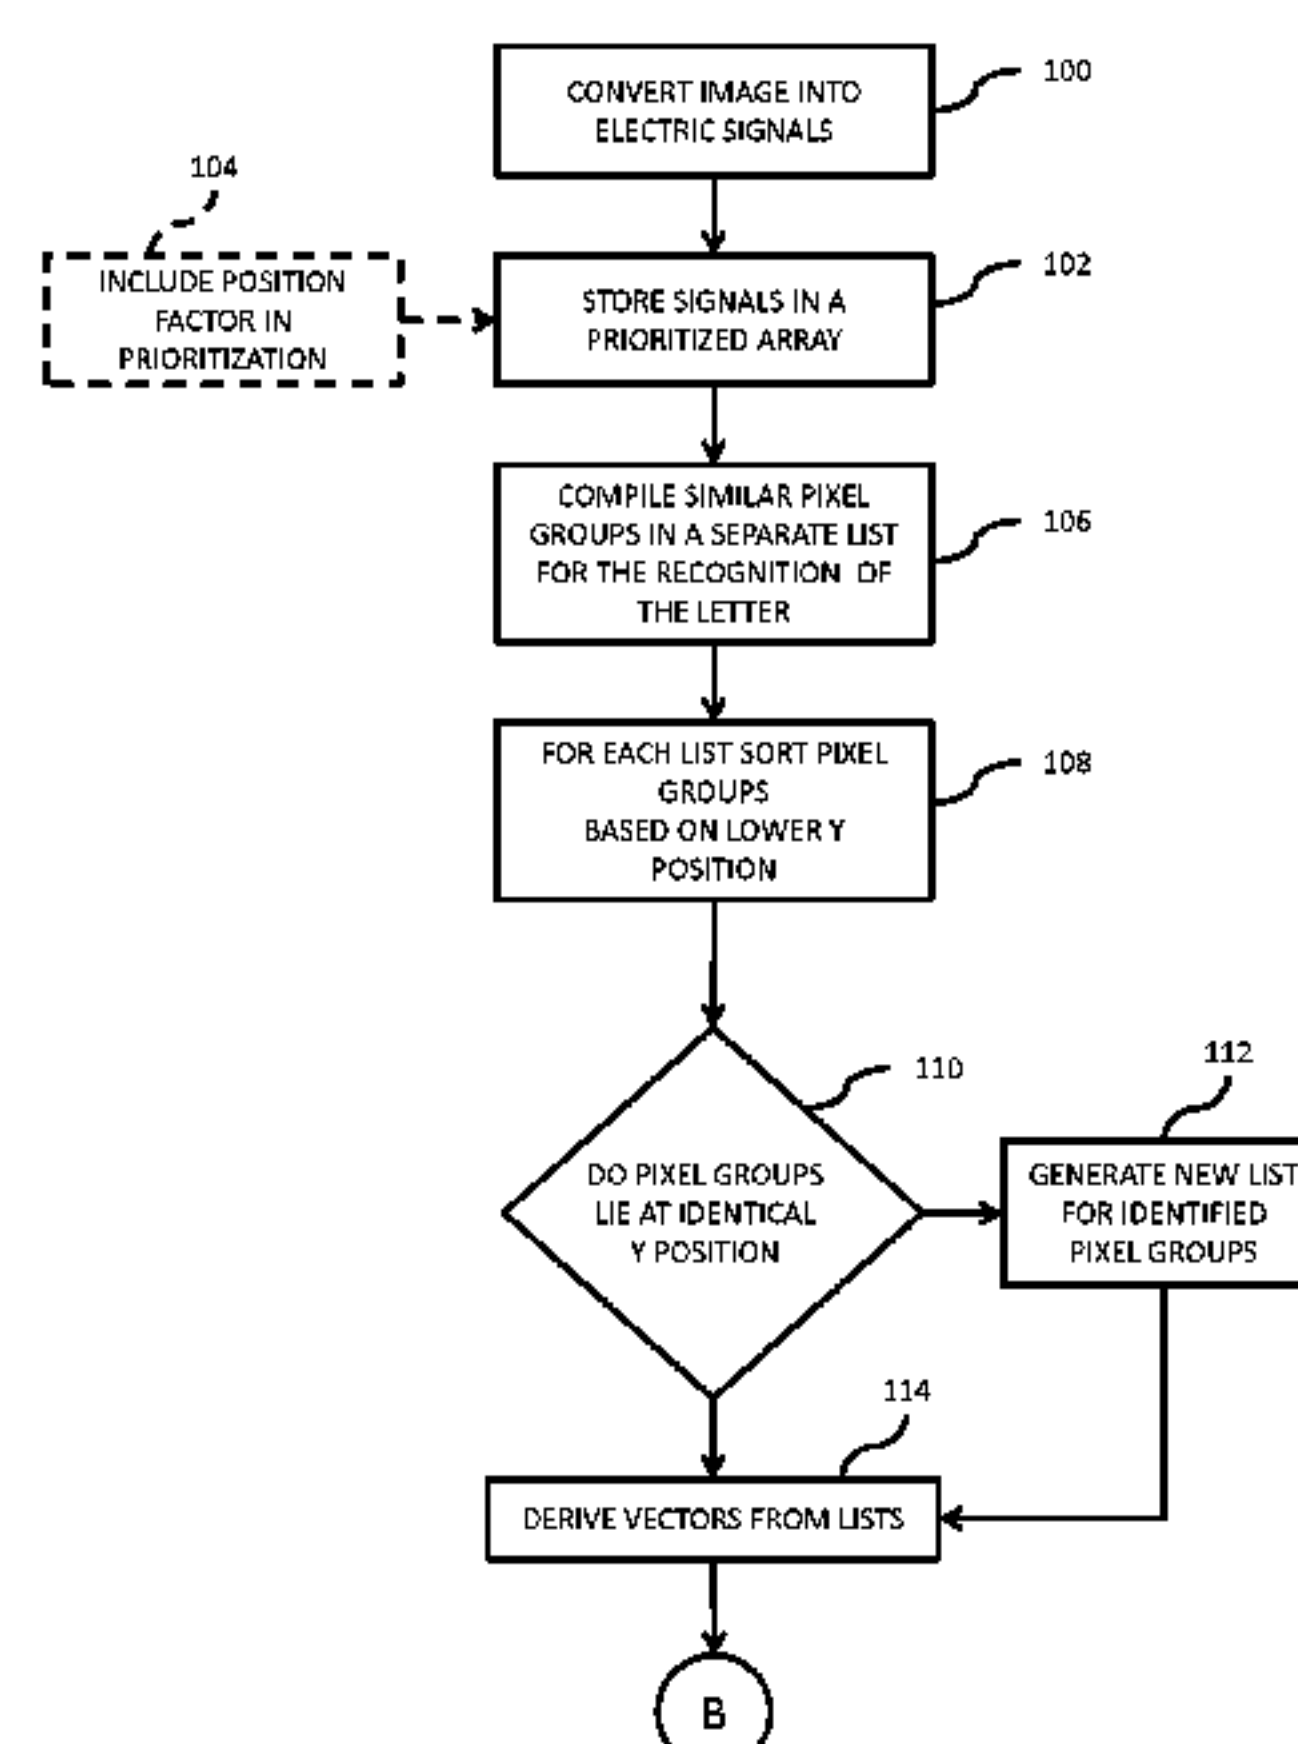 CONVERT IMAGE INTO
ELECTRIC SIGNALS
100
104
INCLUDE POSITION
FACTOR IN
PRIORITIZATION
STORE SIGNALS IN A
PRIORITIZED ARRAY
102
COMPILE SIMILAR PIXEL
GROUPS IN A SEPARATE LIST
FOR THE RECOGNITION OF
THE LETTER
106
FOR EACH LIST SORT PIXEL
GROUPS
BASED ON LOWER Y
POSITION
108
DO PIXEL GROUPS
LIE AT IDENTICAL
Y POSITION
110
112
GENERATE NEW LIST
FOR IDENTIFIED
PIXEL GROUPS
114
DERIVE VECTORS FROM LISTS
B